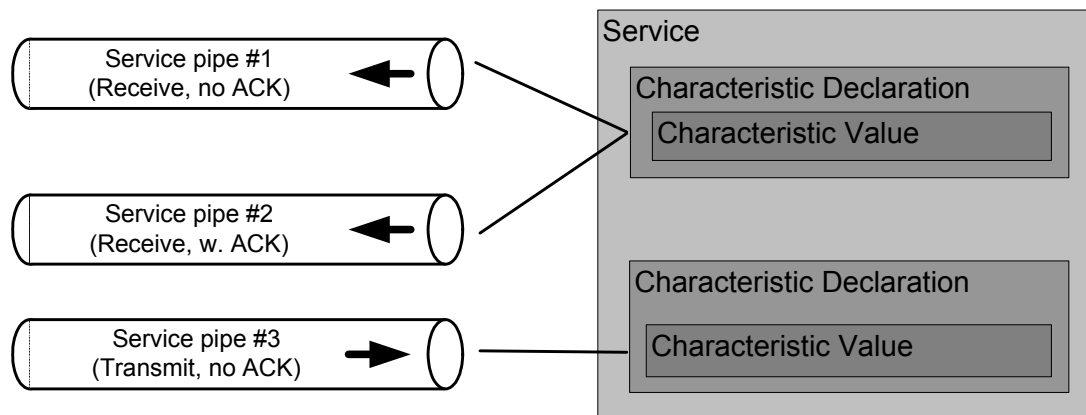 Service pipe #1
(Receive, no ACK)
Service pipe #2
(Receive, w. ACK)
Service pipe #3
(Transmit, no ACK)
Service
Characteristic Declaration
Characteristic Value
Characteristic Declaration
Characteristic Value